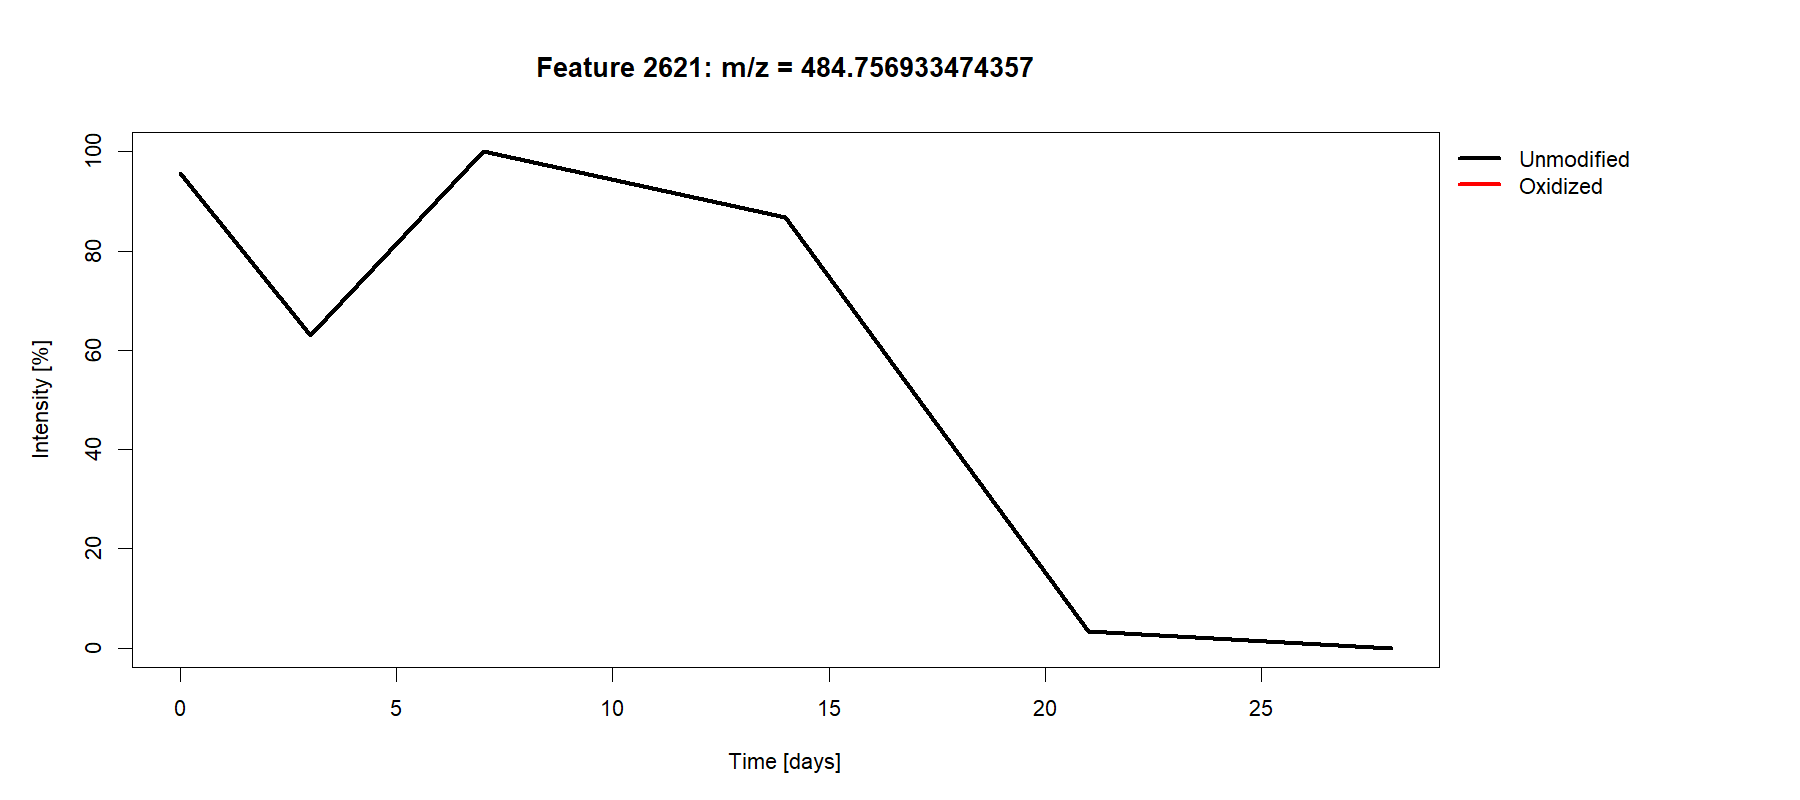 Feature 2621: m/z = 484.756933474357
Unmodified
Oxidized
Intensity [%]
100
80
60
40
20
0
0 5 10 15 20 25
Time [days]